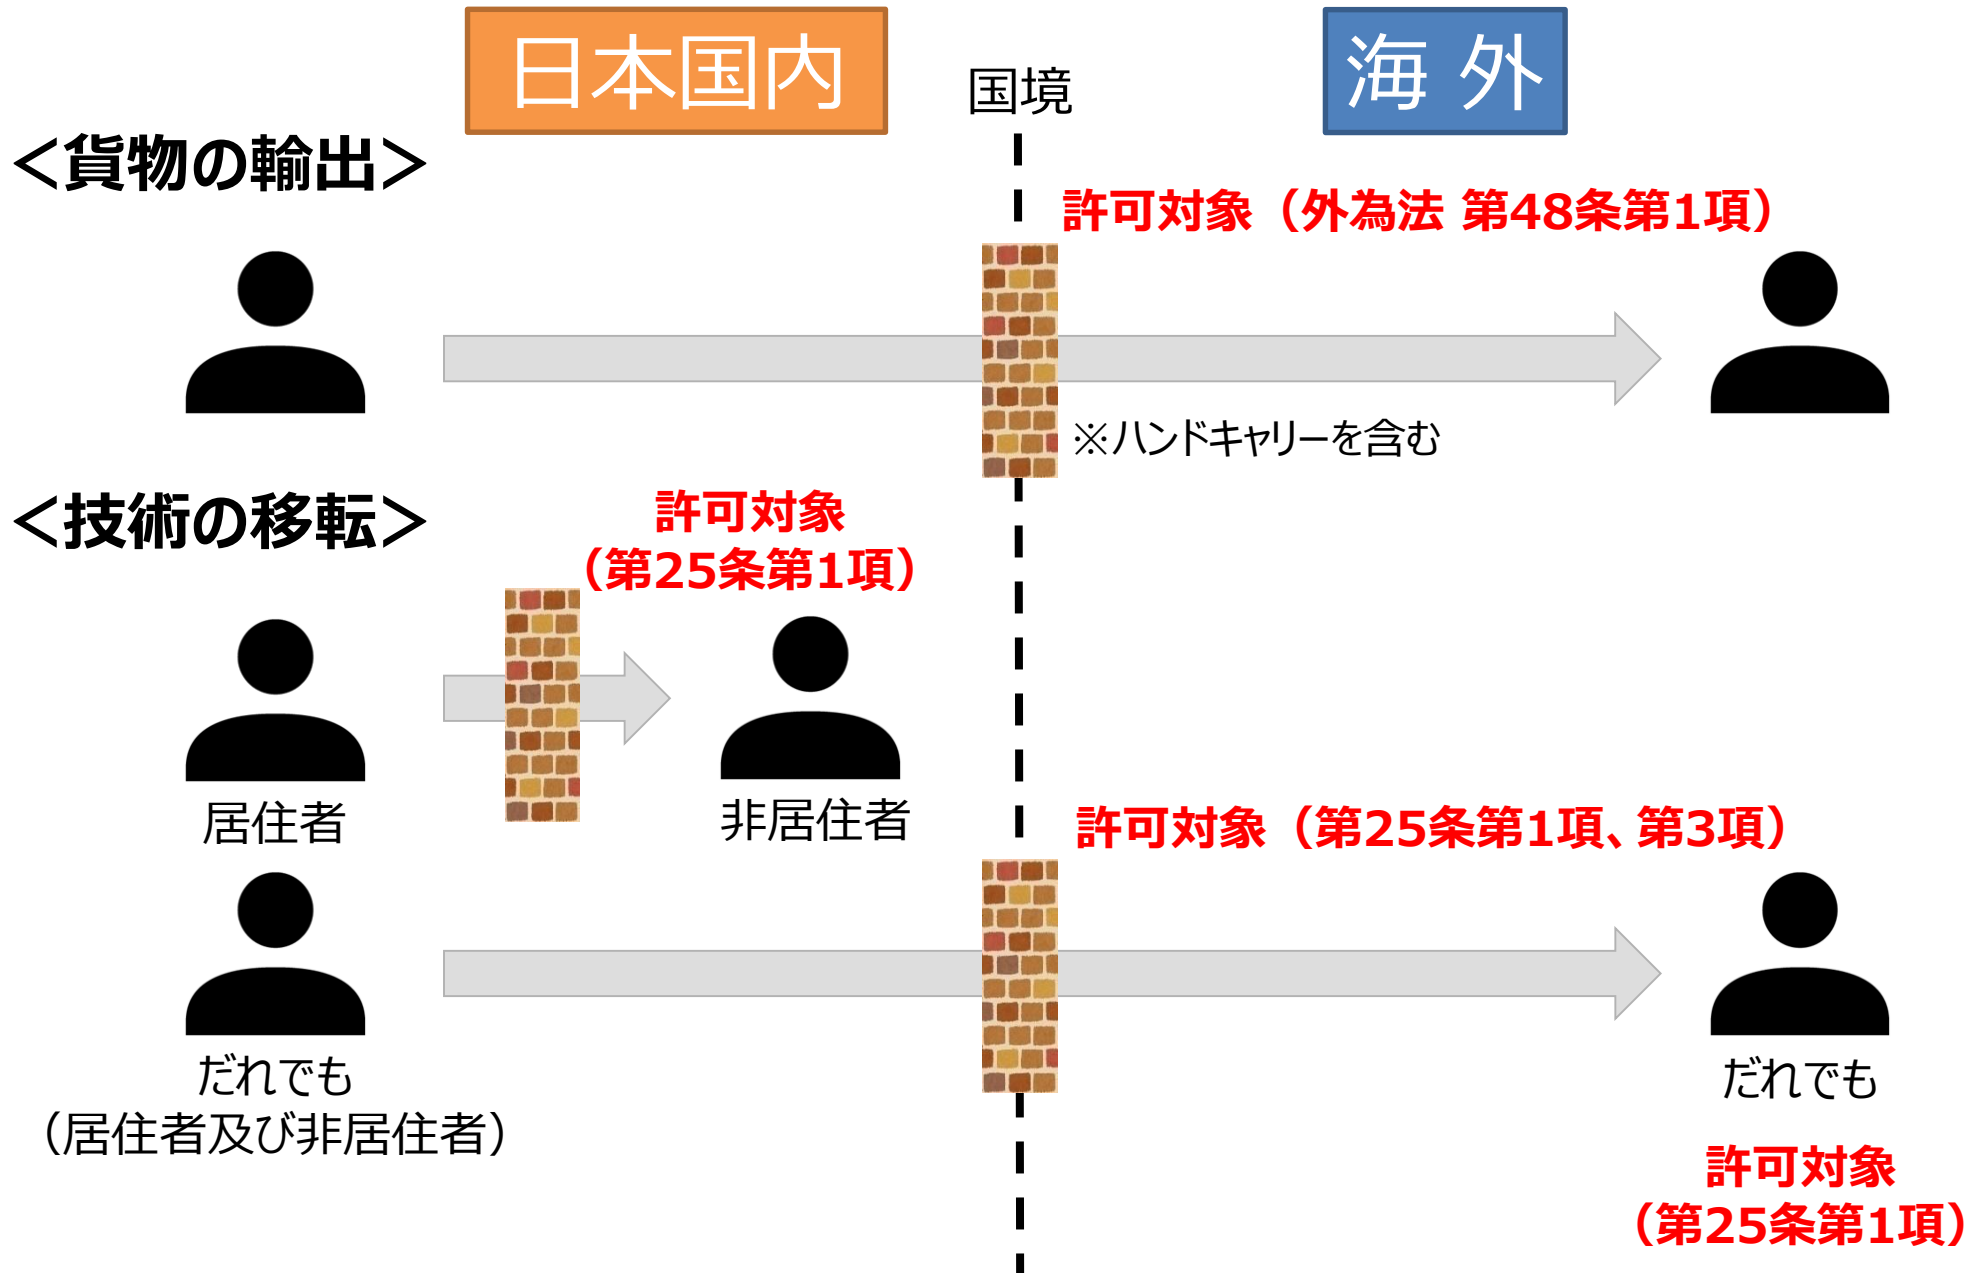 日本国内
国境
海 外
＜貨物の輸出＞
許可対象（外為法 第48条第1項）
※ハンドキャリーを含む
＜技術の移転＞
許可対象
（第25条第1項）
居住者
非居住者
許可対象（第25条第1項、第3項）
だれでも
（居住者及び非居住者）
だれでも
許可対象
（第25条第1項）